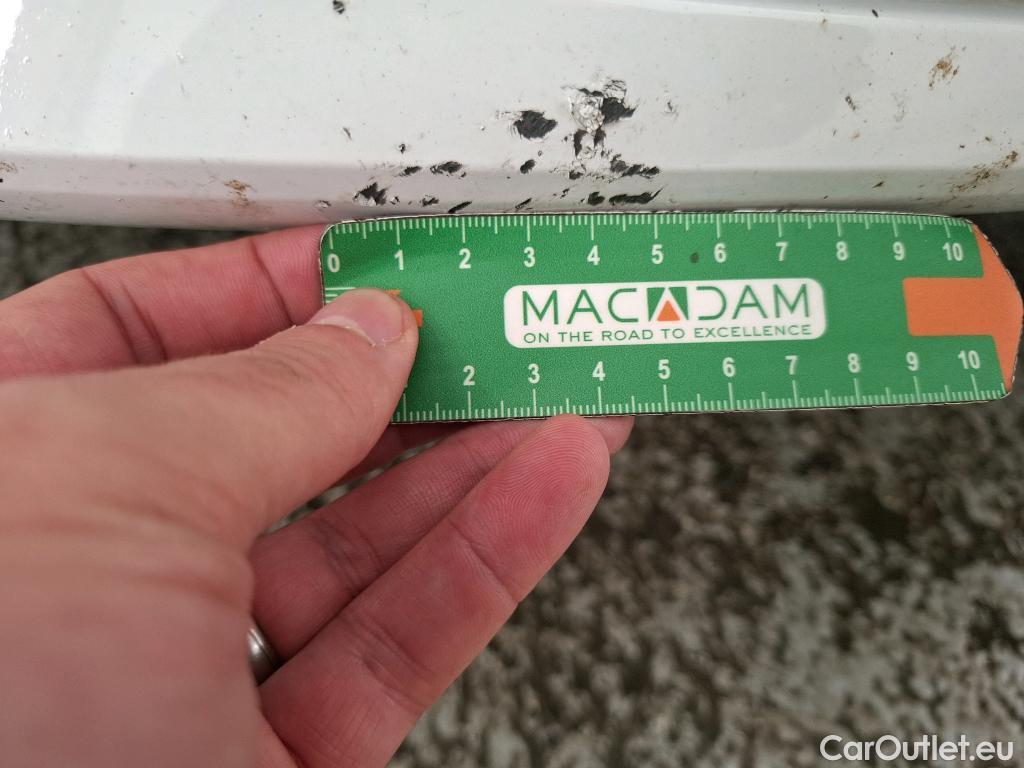 0 1 2 3 4 5 6 7 8 9 10
MACADAM
ON THE ROAD TO EXCELLENCE
2 3 4 5 6 7 8 9 10
CarOutlet.eu